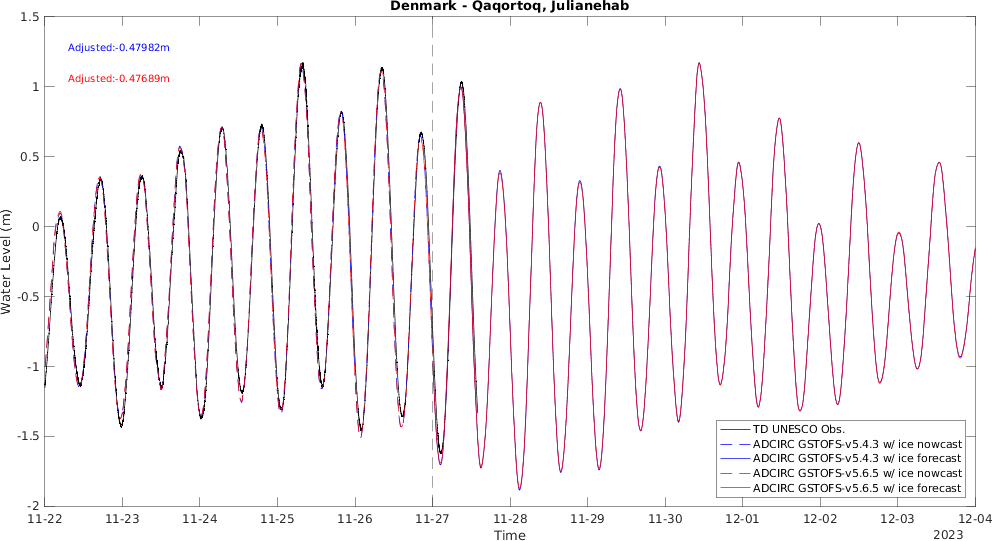 Denmark - Qaqortoq, Julianehab
Adjusted:-0.47982m
Adjusted:-0.47689m
Water Level (m)
1.5
1
0.5
0
-0.5
-1
-1.5
-2
TD UNESCO Obs.
ADCIRC GSTOFS-v5.4.3 w/ ice nowcast
ADCIRC GSTOFS-v5.4.3 w/ ice forecast
ADCIRC GSTOFS-v5.6.5 w/ ice nowcast
ADCIRC GSTOFS-v5.6.5 w/ ice forecast
11-22 11-23 11-24 11-25 11-26 11-27 11-28 11-29 11-30 12-01 12-02 12-03 12-04
Time
2023